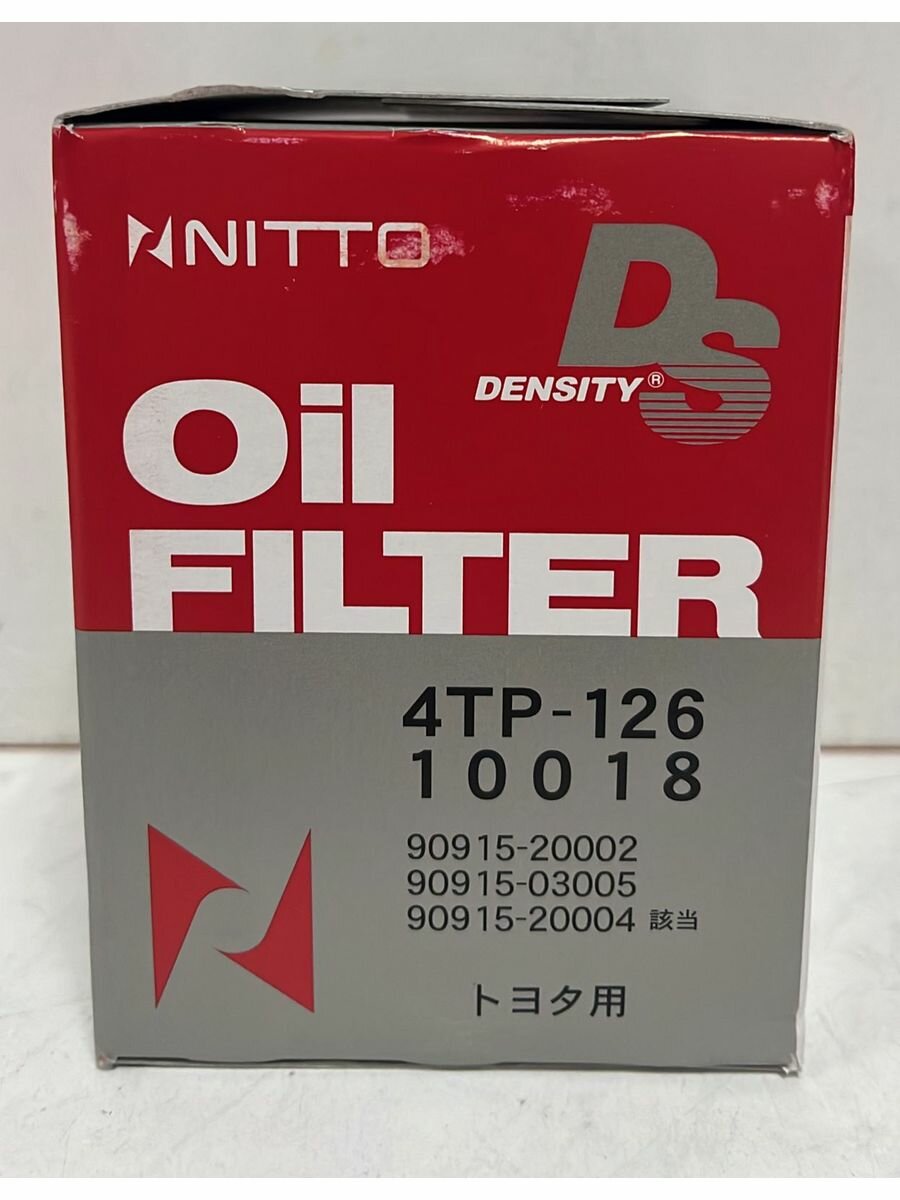 NITTO
DS
DENSITY®
Oil
FILTER
4TP-126
10018
90915-20002
90915-03005
90915-20004 該当
トヨタ用